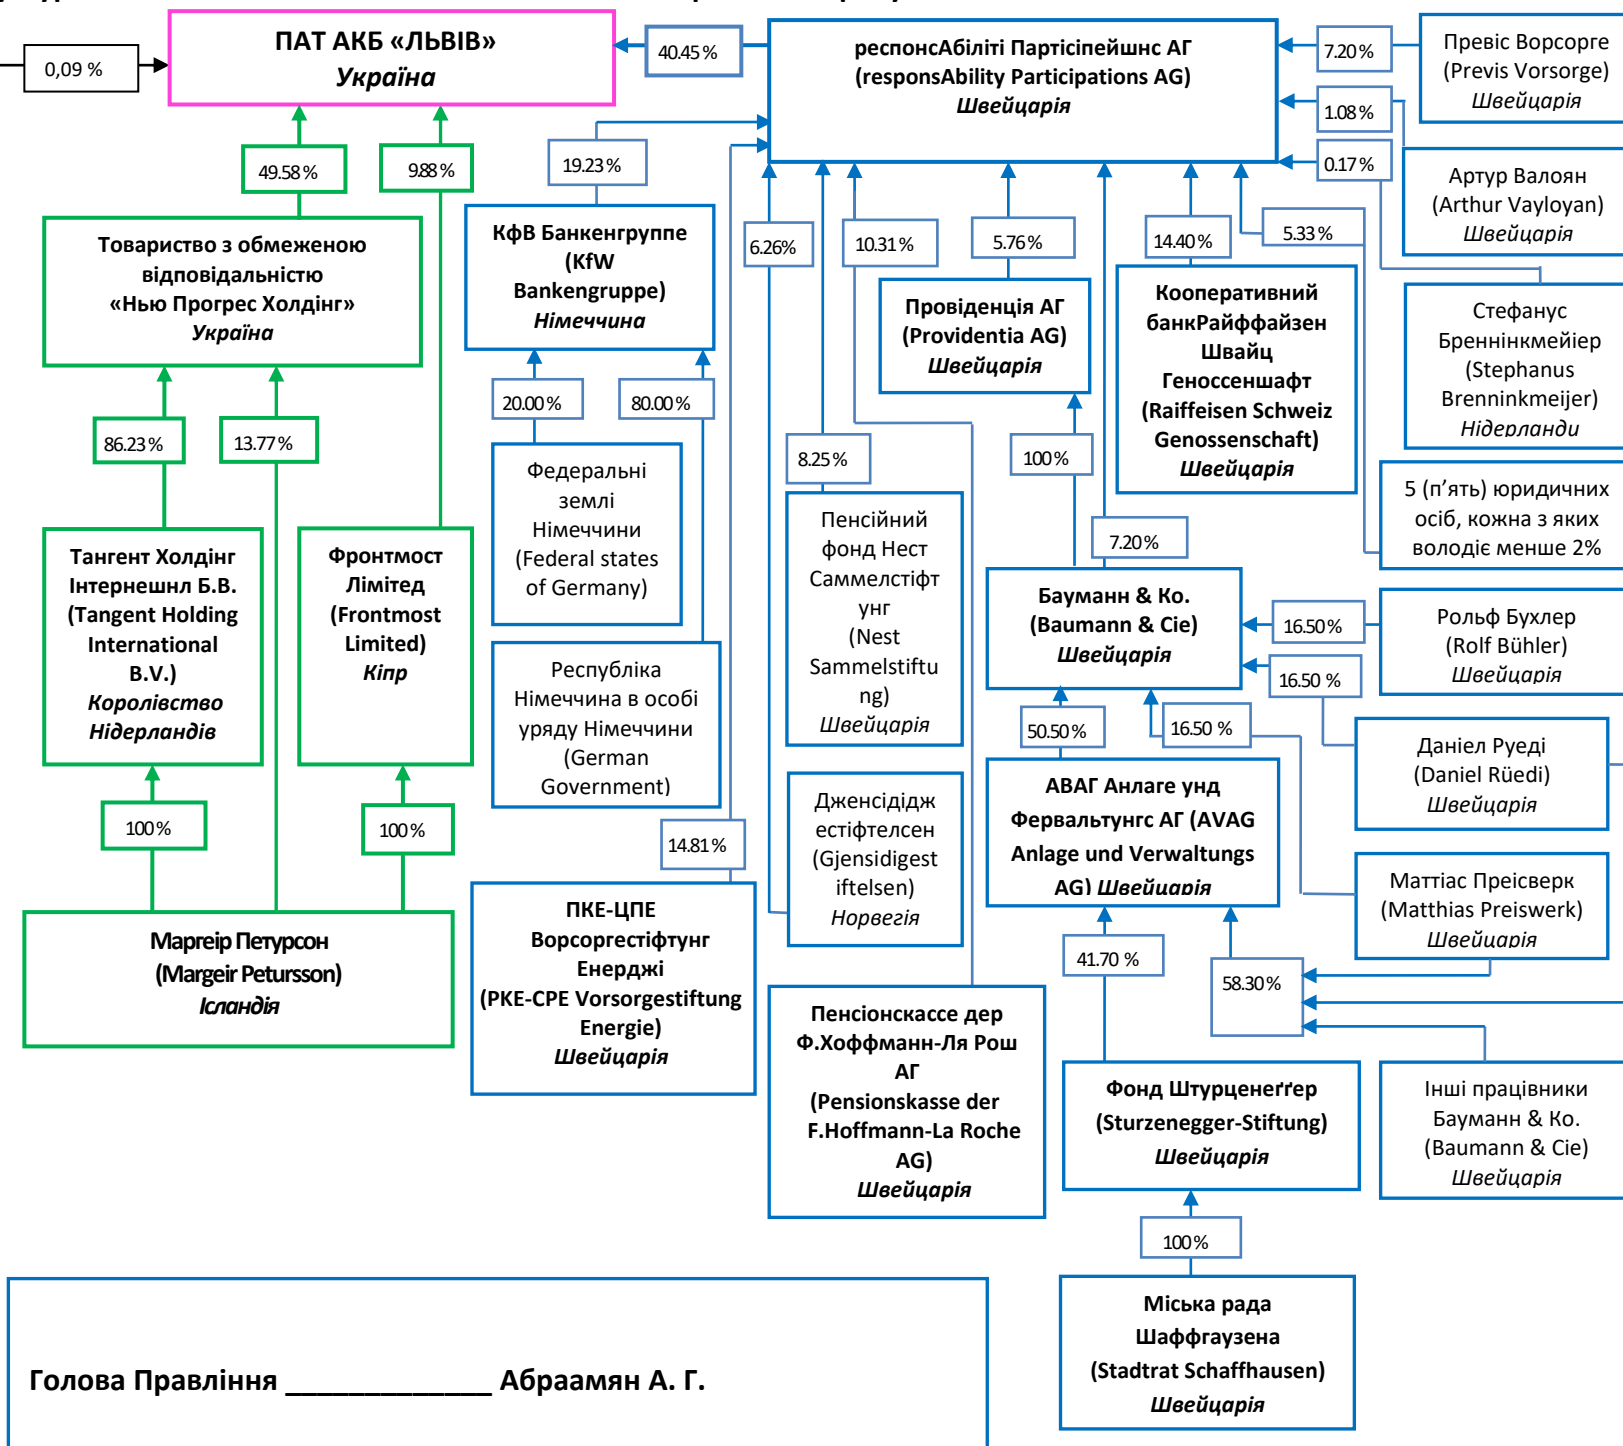 0,09 %
ПАТ АКБ «ЛЬВІВ»
Україна
40.45 %
респонсАбіліті Партісіпейшнс АГ
(responsAbility Participations AG)
Швейцарія
7.20 %
Превіс Ворсорге
(Previs Vorsorge)
Швейцарія
1.08 %
0.17 %
Артур Валоян
(Arthur Vayloyan)
Швейцарія
49.58 %
9.88 %
19.23 %
6.26%
10.31 %
5.76 %
14.40 %
5.33 %
Товариство з обмеженою
відповідальністю
«Нью Прогрес Холдінг»
Україна
КфВ Банкенгруппе
(KfW
Bankengruppe)
Німеччина
Провіденція АГ
(Providentia AG)
Швейцарія
Кооперативний
банкРайффайзен
Швайц
Геноссеншафт
(Raiffeisen Schweiz
Genossenschaft)
Швейцарія
Стефанус
Бреннінкмейіер
(Stephanus
Brenninkmeijer)
Нідерланди
86.23 %
13.77 %
20.00 %
80.00 %
8.25 %
100 %
Федеральні
землі
Німеччини
(Federal states
of Germany)
Пенсійний
фонд Нест
Саммелстіфт
унг
(Nest
Sammelstiftu
ng)
Швейцарія
7.20 %
5 (п’ять) юридичних
осіб, кожна з яких
володіє менше 2%
Тангент Холдінг
Інтернешнл Б.В.
(Tangent Holding
International
B.V.)
Королівство
Нідерландів
Фронтмост
Лімітед
(Frontmost
Limited)
Кіпр
Бауманн & Ко.
(Baumann & Cie)
Швейцарія
16.50 %
Рольф Бухлер
(Rolf Bühler)
Швейцарія
16.50 %
Республіка
Німеччина в особі
уряду Німеччини
(German
Government)
50.50 %
16.50 %
Даніел Руеді
(Daniel Rüedi)
Швейцарія
100 %
100 %
14.81 %
Дженсідідж
естіфтелсен
(Gjensidigest
iftelsen)
Норвегія
АВАГ Анлаге унд
Фервальтунгс АГ (AVAG
Anlage und Verwaltungs
AG) Швейцарія
Маттіас Преісверк
(Matthias Preiswerk)
Швейцарія
Маргеір Петурсон
(Margeir Petursson)
Ісландія
ПКЕ-ЦПЕ
Ворсоргестіфтунг
Енерджі
(PKE-CPE Vorsorgestiftung
Energie)
Швейцарія
41.70 %
58.30 %
Пенсіонскассе дер
Ф.Хоффманн-Ля Рош
АГ
(Pensionskasse der
F.Hoffmann-La Roche
AG)
Швейцарія
Фонд Штурценеґґер
(Sturzenegger-Stiftung)
Швейцарія
Інші працівники
Бауманн & Ко.
(Baumann & Cie)
Швейцарія
100 %
Міська рада
Шаффгаузена
(Stadtrat Schaffhausen)
Швейцарія
Голова Правління _____________ Абраамян А. Г.